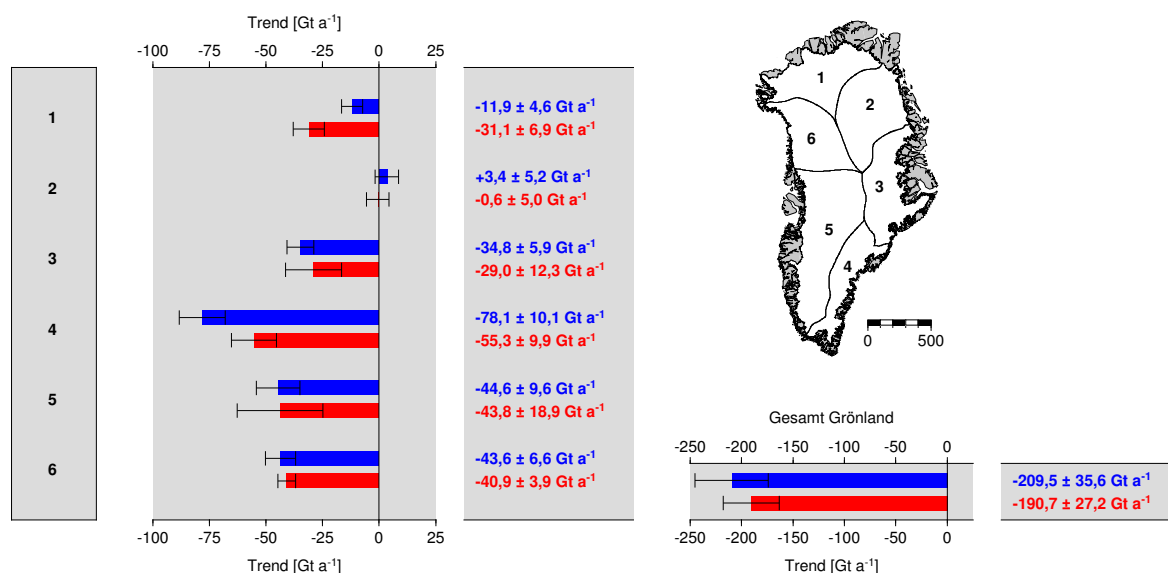 Trend [Gt a⁻¹]
-100 -75 -50 -25 0 25
1
-11,9 ± 4,6 Gt a⁻¹
-31,1 ± 6,9 Gt a⁻¹
2
+3,4 ± 5,2 Gt a⁻¹
-0,6 ± 5,0 Gt a⁻¹
3
-34,8 ± 5,9 Gt a⁻¹
-29,0 ± 12,3 Gt a⁻¹
4
-78,1 ± 10,1 Gt a⁻¹
-55,3 ± 9,9 Gt a⁻¹
5
-44,6 ± 9,6 Gt a⁻¹
-43,8 ± 18,9 Gt a⁻¹
6
-43,6 ± 6,6 Gt a⁻¹
-40,9 ± 3,9 Gt a⁻¹
-100 -75 -50 -25 0 25
Trend [Gt a⁻¹]
1
2
6
3
5
4
0 500
Gesamt Grönland
-250 -200 -150 -100 -50 0
-209,5 ± 35,6 Gt a⁻¹
-190,7 ± 27,2 Gt a⁻¹
-250 -200 -150 -100 -50 0
Trend [Gt a⁻¹]